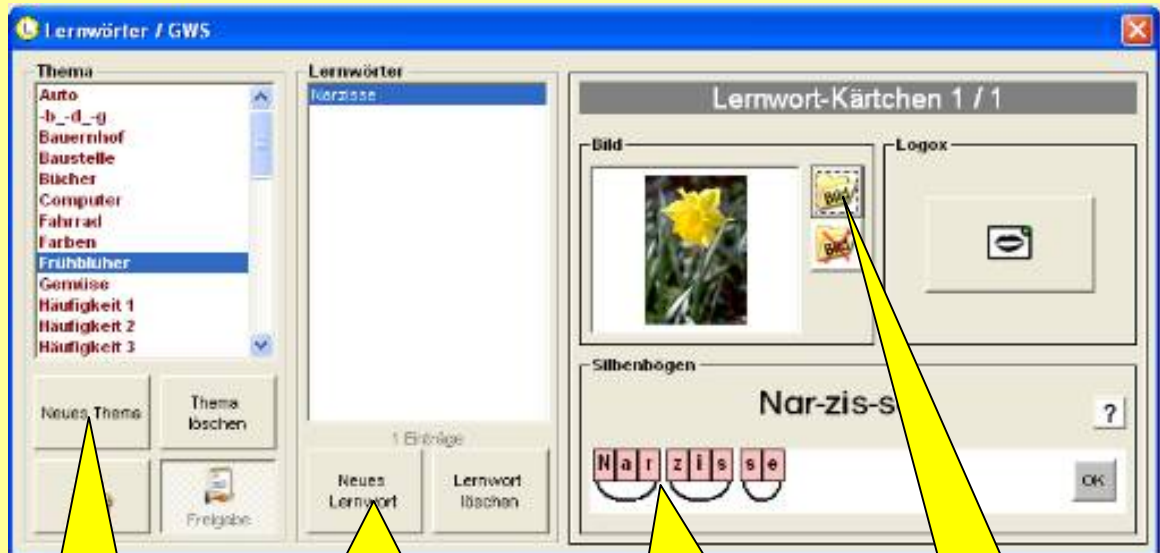 Lernwörter / GWS
Thema
Auto
-b_-d_-g
Bauernhof
Baustelle
Bücher
Computer
Fahrrad
Farben
Frühblüher
Gemüse
Häufigkeit 1
Häufigkeit 2
Häufigkeit 3
Neues Thema
Thema löschen
Freigabe
Lernwörter
Narzisse
1 Einträge
Neues Lernwort
Lernwort löschen
Lernwort-Kärtchen 1 / 1
Bild
Bild
Bild
Logox
Silbenbögen
Nar-zis-s
?
N a r z i s s e
OK